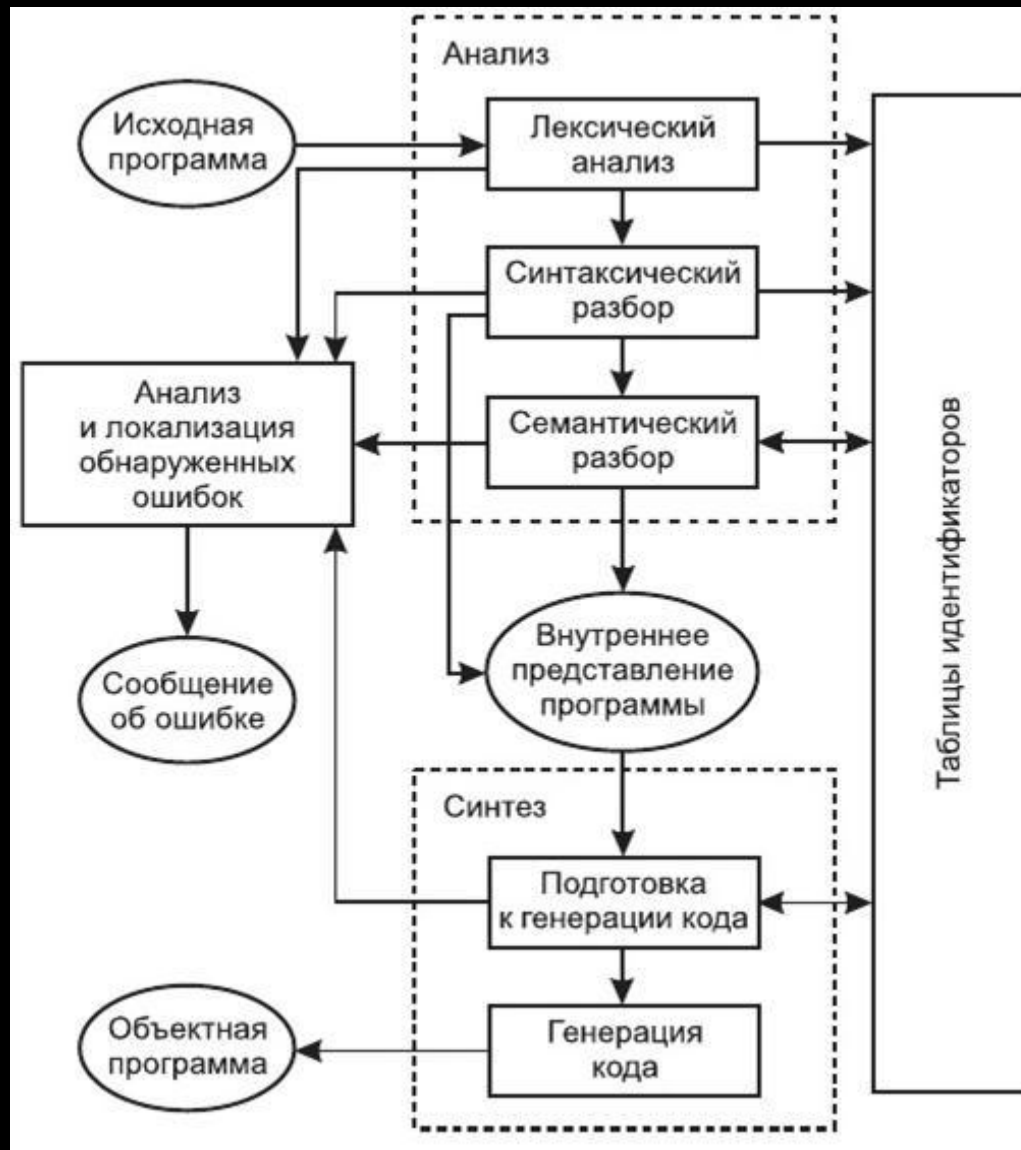 Анализ
Исходная
программа
Лексический
анализ
Синтаксический
разбор
Анализ
и локализация
обнаруженных
ошибок
Семантический
разбор
Таблицы идентификаторов
Сообщение
об ошибке
Внутреннее
представление
программы
Синтез
Подготовка
к генерации кода
Объектная
программа
Генерация
кода